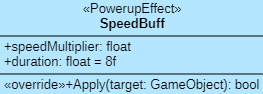 «PowerupEffect»
SpeedBuff
+speedMultiplier: float
+duration: float = 8f
«override»+Apply(target: GameObject): bool